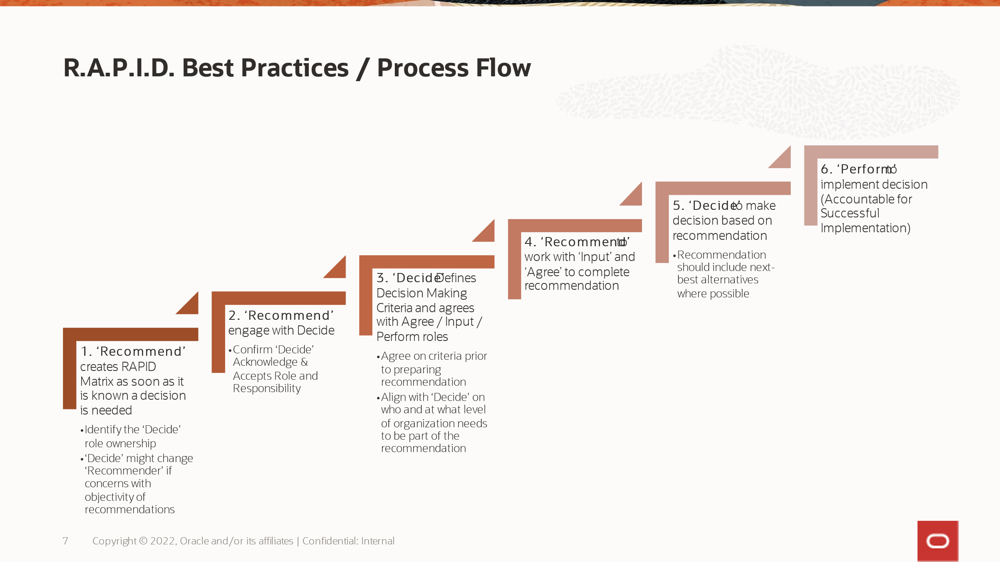 R.A.P.I.D. Best Practices / Process Flow
1. ‘Recommend’
creates RAPID
Matrix as soon as it
is known a decision
is needed
•Identify the ‘Decide’
role ownership
•‘Decide’ might change
‘Recommender’ if
concerns with
objectivity of
recommendations
2. ‘Recommend’
engage with Decide
•Confirm ‘Decide’
Acknowledge &
Accepts Role and
Responsibility
3. ‘Decide’ Defines
Decision Making
Criteria and agrees
with Agree / Input /
Perform roles
•Agree on criteria prior
to preparing
recommendation
•Align with ‘Decide’ on
who and at what level
of organization needs
to be part of the
recommendation
4. ‘Recommend’ to
work with ‘Input’ and
‘Agree’ to complete
recommendation
5. ‘Decide’ to make
decision based on
recommendation
•Recommendation
should include next-
best alternatives
where possible
6. ‘Perform’ to
implement decision
(Accountable for
Successful
Implementation)
7 Copyright © 2022, Oracle and/or its affiliates | Confidential: Internal